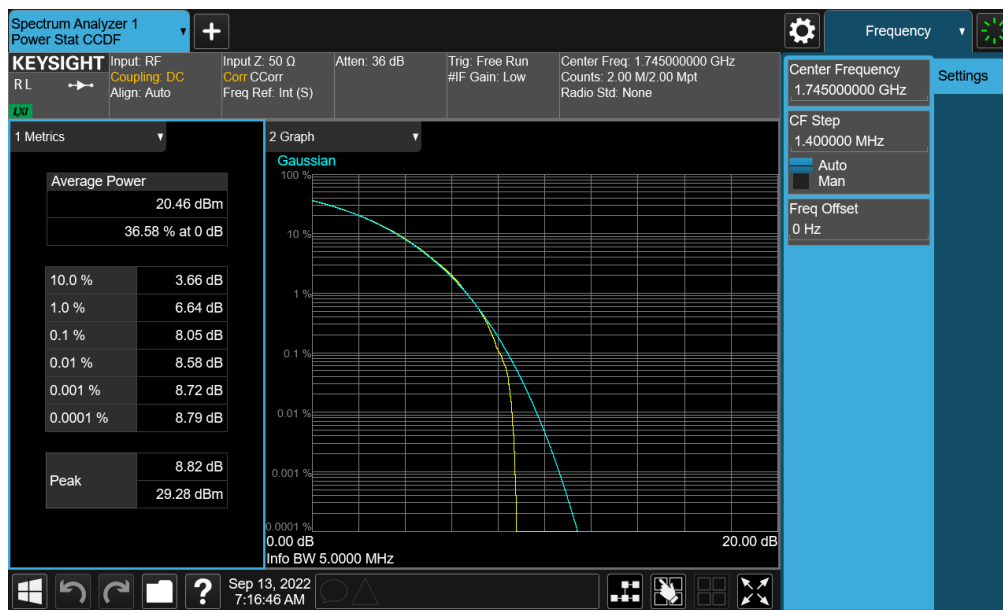 Spectrum Analyzer 1
Power Stat CCDF
+
Frequency
KEYSIGHT
R L
LXI
Input: RF
Coupling: DC
Align: Auto
Input Z: 50 Ω
Corr CCorr
Freq Ref: Int (S)
Atten: 36 dB
Trig: Free Run
#IF Gain: Low
Center Freq: 1.745000000 GHz
Counts: 2.00 M/2.00 Mpt
Radio Std: None
Center Frequency
1.745000000 GHz
Settings
CF Step
1.400000 MHz
Auto
Man
Freq Offset
0 Hz
1 Metrics
Average Power
20.46 dBm
36.58 % at 0 dB
10.0 % 3.66 dB
1.0 % 6.64 dB
0.1 % 8.05 dB
0.01 % 8.58 dB
0.001 % 8.72 dB
0.0001 % 8.79 dB
Peak
8.82 dB
29.28 dBm
2 Graph
Gaussian
100 %
10 %
1 %
0.1 %
0.01 %
0.001 %
0.0001 %
0.00 dB 20.00 dB
Info BW 5.0000 MHz
?
Sep 13, 2022
7:16:46 AM